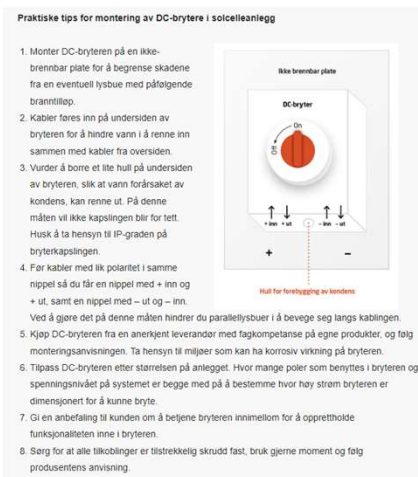 Praktiske tips for montering av DC-brytere i solcelleanlegg
1. Monter DC-bryteren på en ikke-
brennbar plate for å begrense skadene
fra en eventuell lysbue med påfølgende
branntilløp.
2. Kabler føres inn på undersiden av
bryteren for å hindre vann i å renne inn
sammen med kabler fra oversiden.
3. Vurder å borre et lite hull på undersiden
av bryteren, slik at vann forårsaket av
kondens, kan renne ut. På denne
måten vil ikke kapslingen blir for tett.
Husk å ta hensyn til IP-graden på
bryterkapslingen.
4. Før kabler med lik polaritet i samme
nippel så du får en nippel med + inn og
+ ut, samt en nippel med – ut og – inn.
Ved å gjøre det på denne måten hindrer du parallellysbuer i å bevege seg langs kablingen.
5. Kjøp DC-bryteren fra en anerkjent leverandør med fagkompetanse på egne produkter, og følg
monteringsanvisningen. Ta hensyn til miljøer som kan ha korrosiv virkning på bryteren.
6. Tilpass DC-bryteren etter størrelsen på anlegget. Hvor mange poler som benyttes i bryteren og
spenningsnivået på systemet er begge med på å bestemme hvor høy strøm bryteren er
dimensjonert for å kunne bryte.
7. Gi en anbefaling til kunden om å betjene bryteren innimellom for å opprettholde
funksjonaliteten inne i bryteren.
8. Sørg for at alle tilkoblinger er tilstrekkelig skrudd fast, bruk gjerne moment og følg
produsentens anvisning.
Ikke brennbar plate
DC-bryter
On
Off
+ inn + ut – inn – ut
+ –
Hull for forebygging av kondens